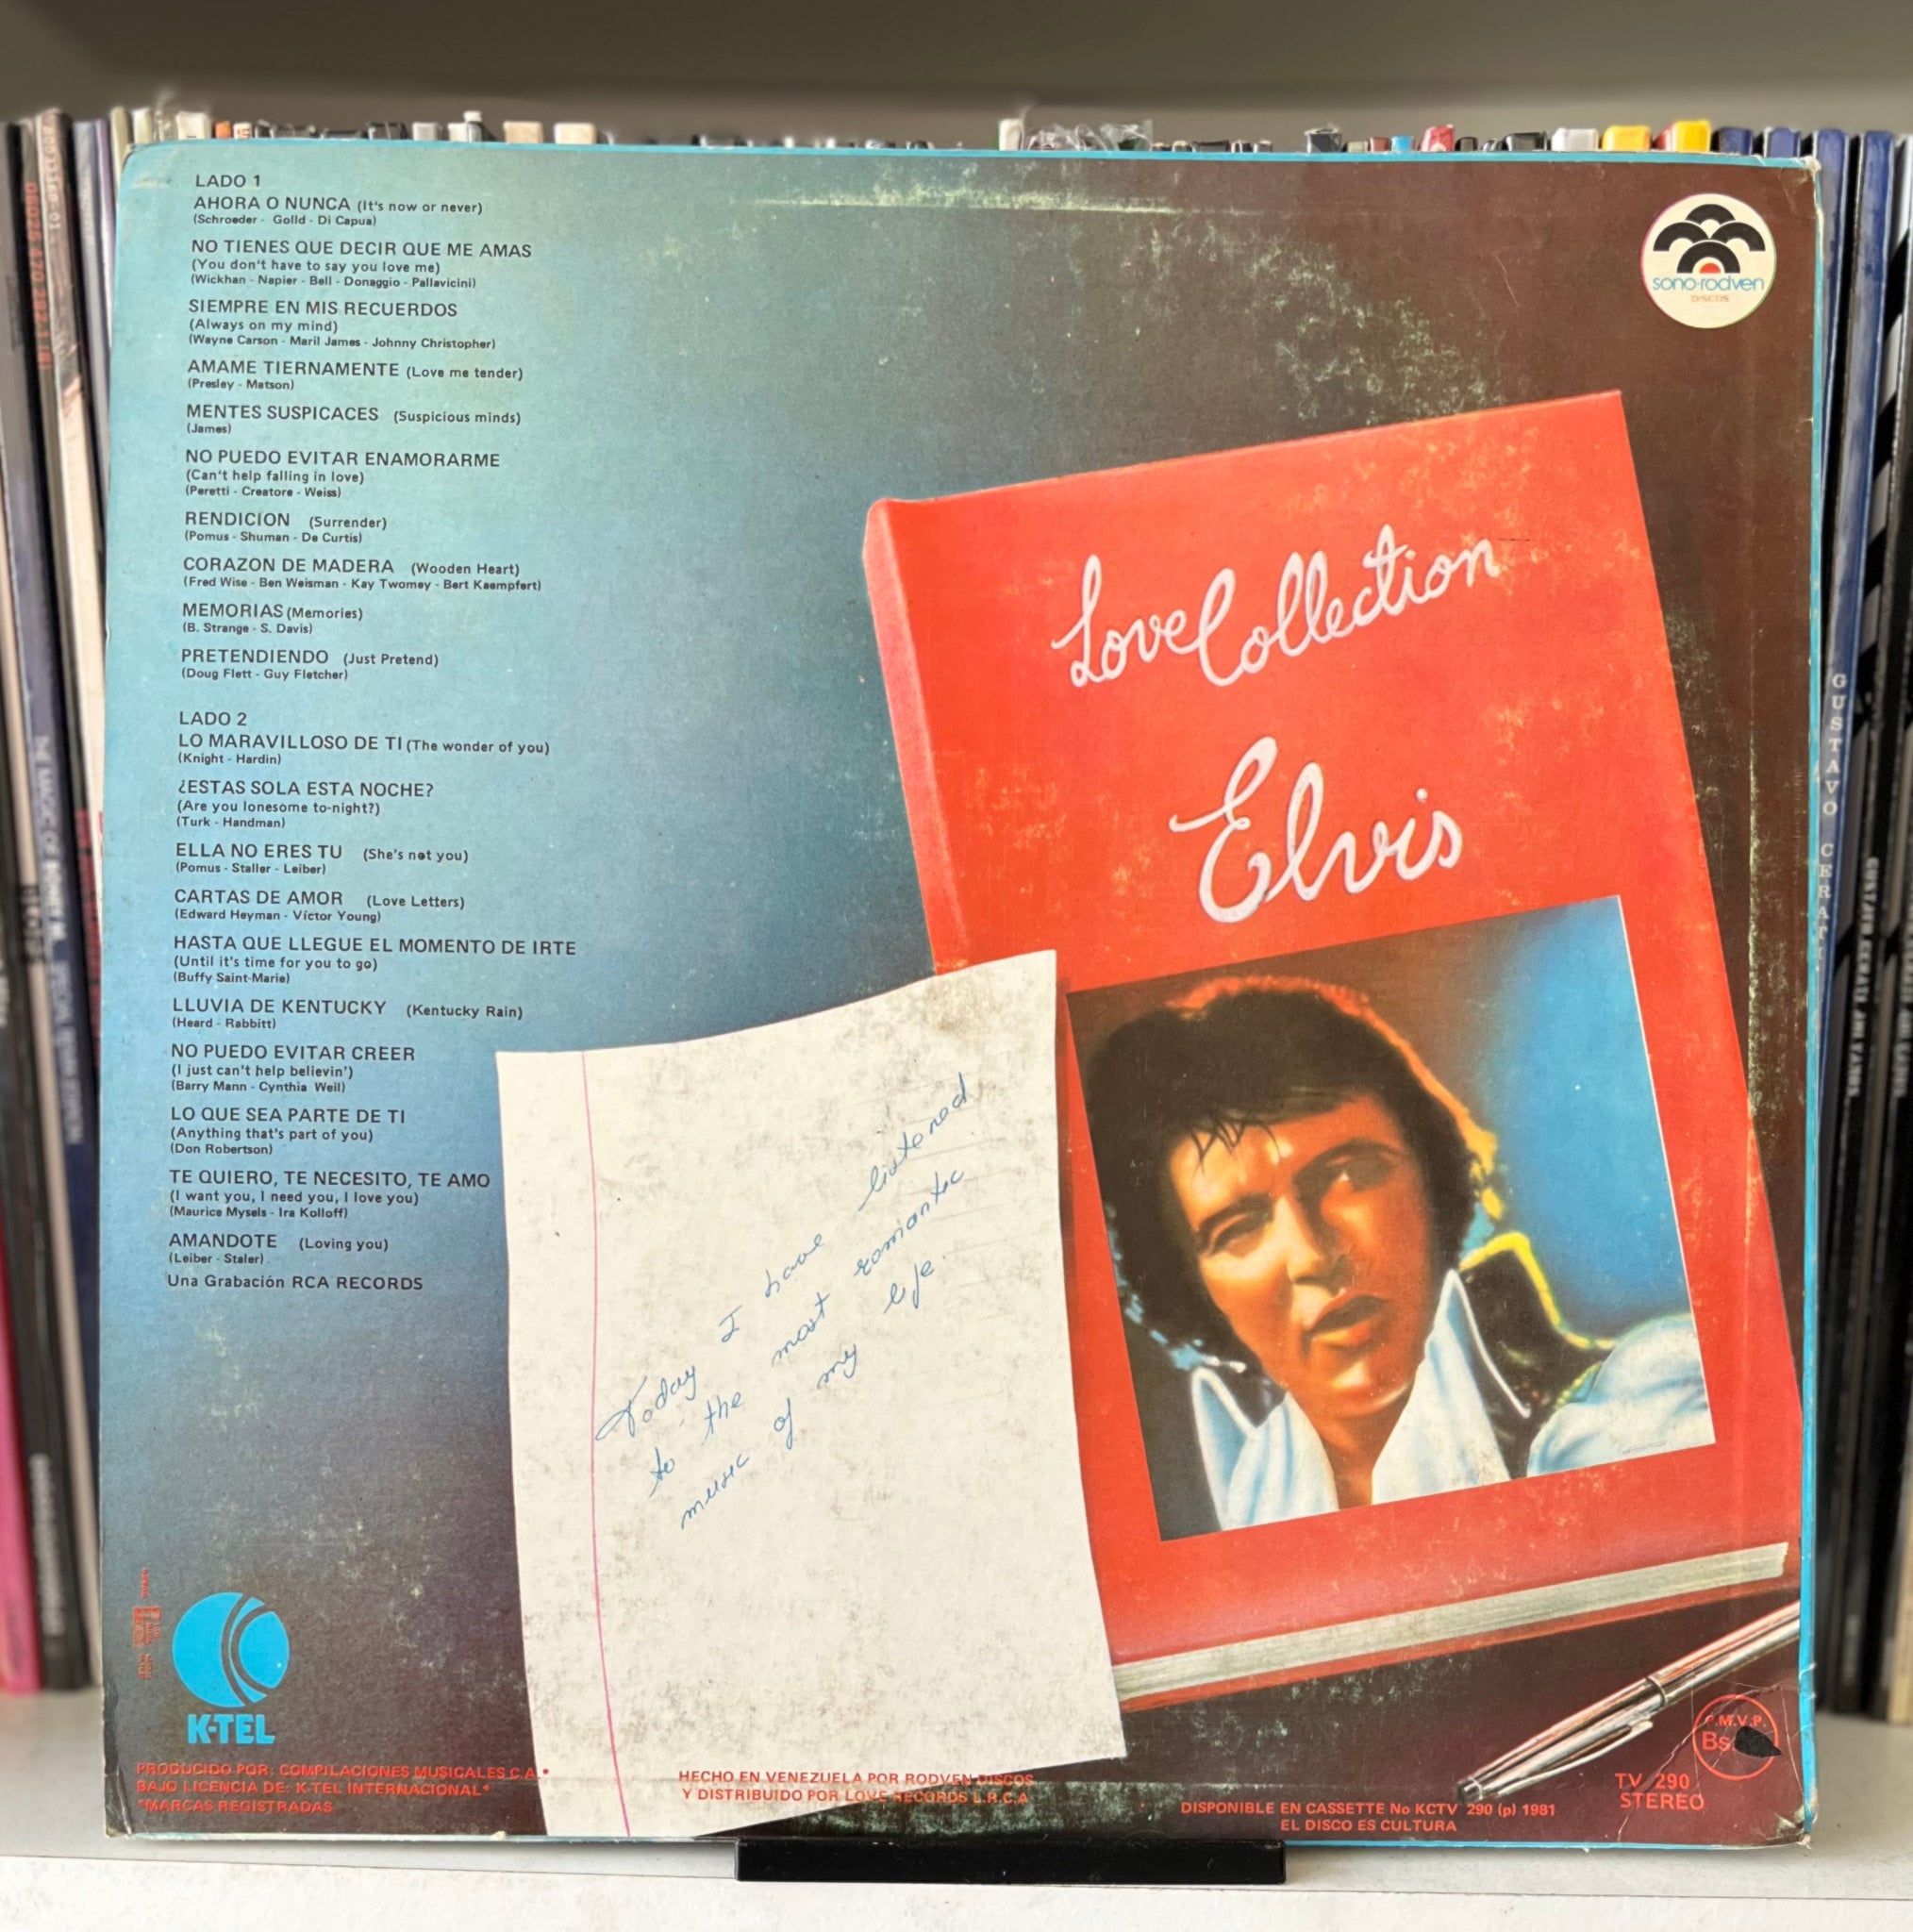 LADO 1
AHORA O NUNCA (It's now or never)
(Schroeder - Golld - Di Capua)
NO TIENES QUE DECIR QUE ME AMAS
(You don't have to say you love me)
(Wickhan - Napier - Bell - Donaggio - Pallavicini)
SIEMPRE EN MIS RECUERDOS
(Always on my mind)
(Wayne Carson - Maril James - Johnny Christopher)
AMAME TIERNAMENTE (Love me tender)
(Presley - Matson)
MENTES SUSPICACES (Suspicious minds)
(James)
NO PUEDO EVITAR ENAMORARME
(Can't help falling in love)
(Peretti - Creatore - Weiss)
RENDICION (Surrender)
(Pomus - Shuman - De Curtis)
CORAZON DE MADERA (Wooden Heart)
(Fred Wise - Ben Weisman - Kay Twomey - Bert Kaempfert)
MEMORIAS (Memories)
(B. Strange - S. Davis)
PRETENDIENDO (Just Pretend)
(Doug Flett - Guy Fletcher)
LADO 2
LO MARAVILLOSO DE TI (The wonder of you)
(Knight - Hardin)
¿ESTAS SOLA ESTA NOCHE?
(Are you lonesome to-night?)
(Turk - Handman)
ELLA NO ERES TU (She's not you)
(Pomus - Staller - Leiber)
CARTAS DE AMOR (Love Letters)
(Edward Heyman - Víctor Young)
HASTA QUE LLEGUE EL MOMENTO DE IRTE
(Until it's time for you to go)
(Buffy Saint-Marie)
LLUVIA DE KENTUCKY (Kentucky Rain)
(Heard - Rabbitt)
NO PUEDO EVITAR CREER
(I just can't help believin')
(Barry Mann - Cynthia Weil)
LO QUE SEA PARTE DE TI
(Anything that's part of you)
(Don Robertson)
TE QUIERO, TE NECESITO, TE AMO
(I want you, I need you, I love you)
(Maurice Mysels - Ira Kolloff)
AMANDOTE (Loving you)
(Leiber - Staler)
Una Grabación RCA RECORDS
sono-rodven
DISCOS
Love Collection
Elvis
Today I have listened
to the most romantic
music of my life.
K-TEL
PRODUCIDO POR: COMPILACIONES MUSICALES C.A.*
BAJO LICENCIA DE: K-TEL INTERNACIONAL*
*MARCAS REGISTRADAS
HECHO EN VENEZUELA POR RODVEN DISCOS
Y DISTRIBUIDO POR LOVE RECORDS L.R.C.A
DISPONIBLE EN CASSETTE No KCTV 290 (p) 1981
EL DISCO ES CULTURA
P.M.V.P.
Bs.
TV 290
STEREO
GUSTAVO CERATI